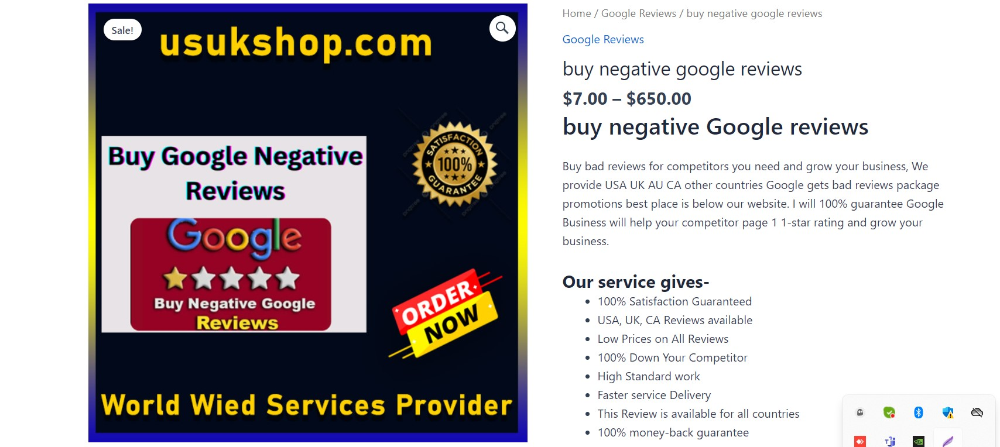 Sale!
usukshop.com
Buy Google Negative
Reviews
Google
Buy Negative Google
Reviews
SATISFACTION
100%
GUARANTEE
ORDER
NOW
World Wied Services Provider
Home / Google Reviews / buy negative google reviews
Google Reviews
buy negative google reviews
$7.00 – $650.00
buy negative Google reviews
Buy bad reviews for competitors you need and grow your business, We
provide USA UK AU CA other countries Google gets bad reviews package
promotions best place is below our website. I will 100% guarantee Google
Business will help your competitor page 1 1-star rating and grow your
business.
Our service gives-
100% Satisfaction Guaranteed
USA, UK, CA Reviews available
Low Prices on All Reviews
100% Down Your Competitor
High Standard work
Faster service Delivery
This Review is available for all countries
100% money-back guarantee